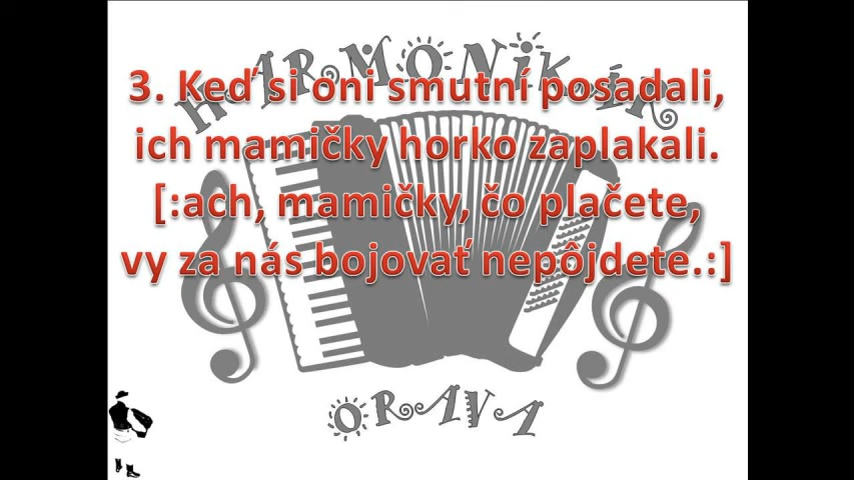 HARMONIKÁR
3. Keď si oni smutní posadali,
ich mamičky horko zaplakali.
[:ach, mamičky, čo plačete,
vy za nás bojovať nepôjdete.:]
ORAVA